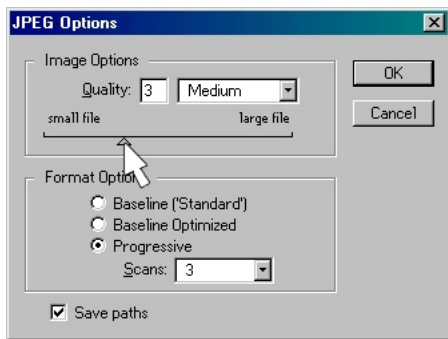 JPEG Options
Image Options
Quality: 3 Medium
small file large file
OK
Cancel
Format Option
Baseline ('Standard')
Baseline Optimized
Progressive
Scans: 3
Save paths